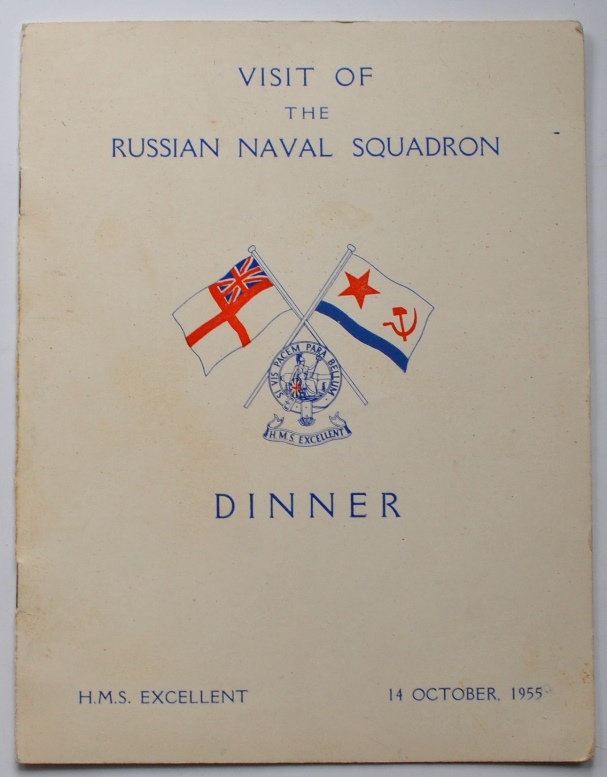 VISIT OF
THE
RUSSIAN NAVAL SQUADRON
SI VIS PACEM PARA BELLUM
H.M.S EXCELLENT
DINNER
H.M.S. EXCELLENT
14 OCTOBER, 1955